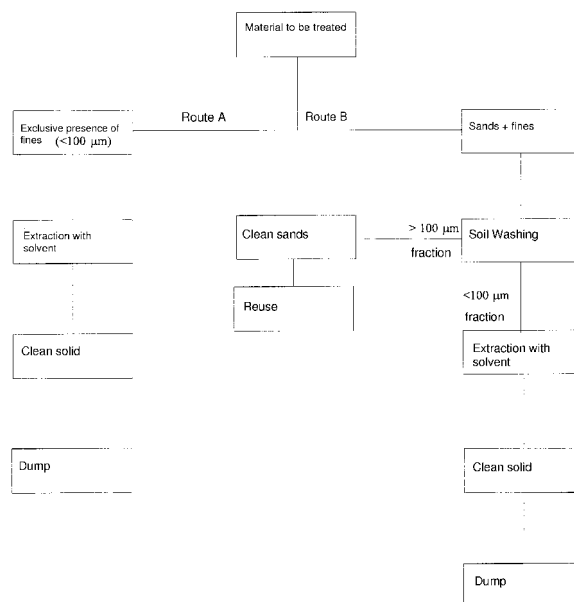 Material to be treated
Route A
Route B
Exclusive presence of
fines (<100 µm)
Sands + fines
Extraction with
solvent
Clean sands
> 100 µm
fraction
Soil Washing
Reuse
<100 µm
fraction
Clean solid
Extraction with
solvent
Dump
Clean solid
Dump